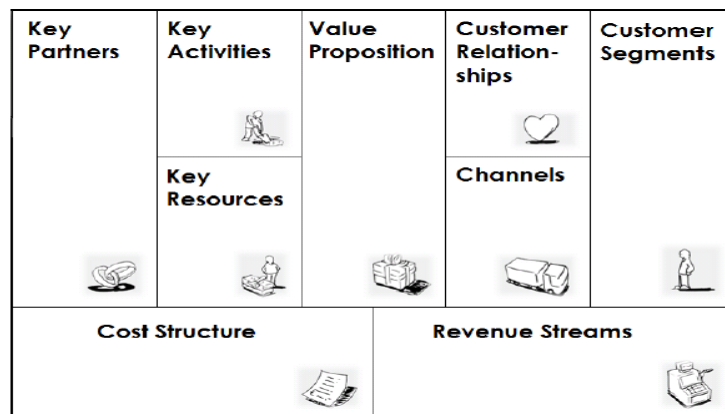 Key
Partners
Key
Activities
Value
Proposition
Customer
Relation-
ships
Customer
Segments
Key
Resources
Channels
Cost Structure
Revenue Streams